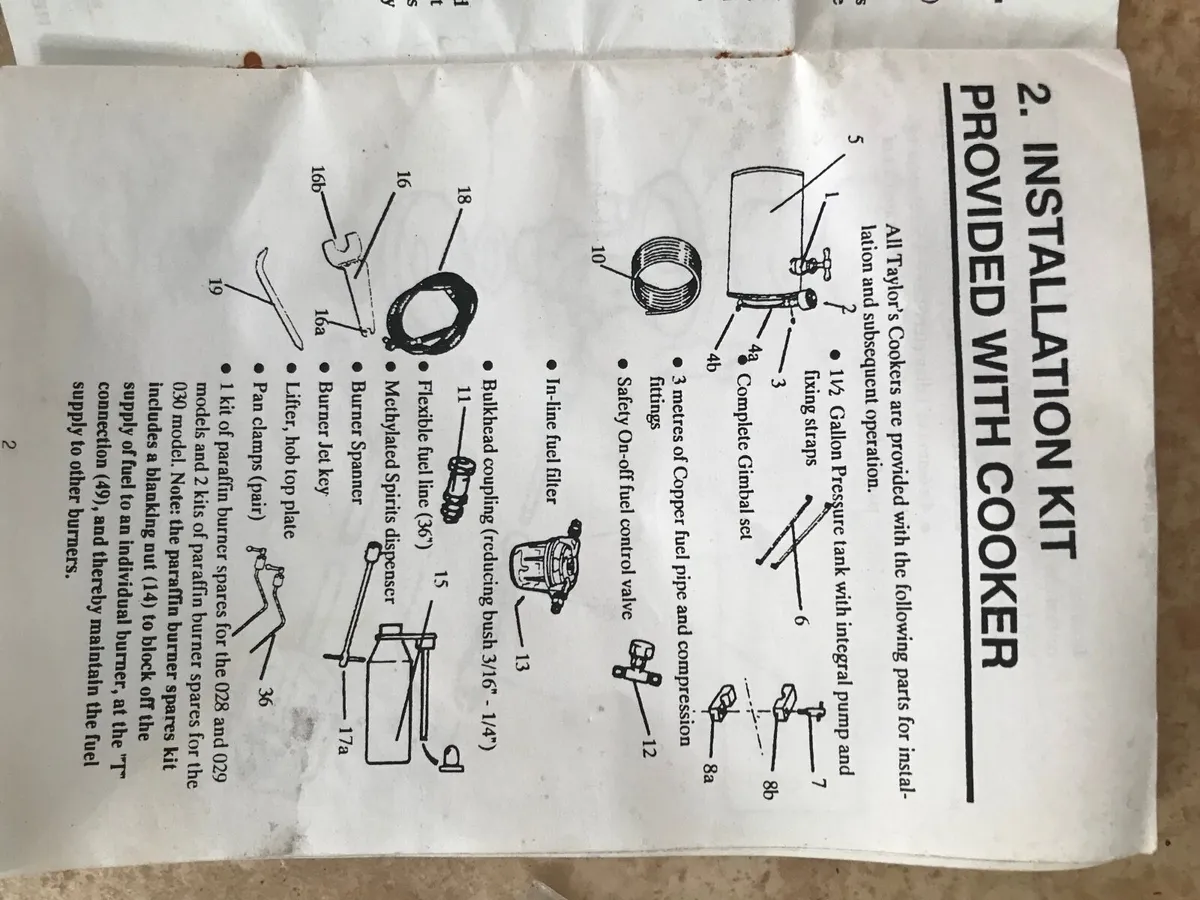 2. INSTALLATION KIT
PROVIDED WITH COOKER
All Taylor's Cookers are provided with the following parts for instal-
lation and subsequent operation.
5
1
2
• 1½ Gallon Pressure tank with integral pump and
fixing straps
3
4a
4b
• Complete Gimbal set
6
7
8b
8a
• 3 metres of Copper fuel pipe and compression
fittings
10
• Safety On-off fuel control valve
12
• In-line fuel filter
13
• Bulkhead coupling (reducing bush 3/16" - 1/4")
11
18
• Flexible fuel line (36")
15
• Methylated Spirits dispenser
16
• Burner Spanner
16b
16a
17a
• Burner Jet key
• Lifter, hob top plate
19
• Pan clamps (pair)
36
• 1 kit of paraffin burner spares for the 028 and 029
models and 2 kits of paraffin burner spares for the
030 model. Note: the paraffin burner spares kit
includes a blanking nut (14) to block off the
supply of fuel to an individual burner, at the "T"
connection (49), and thereby maintain the fuel
supply to other burners.
2